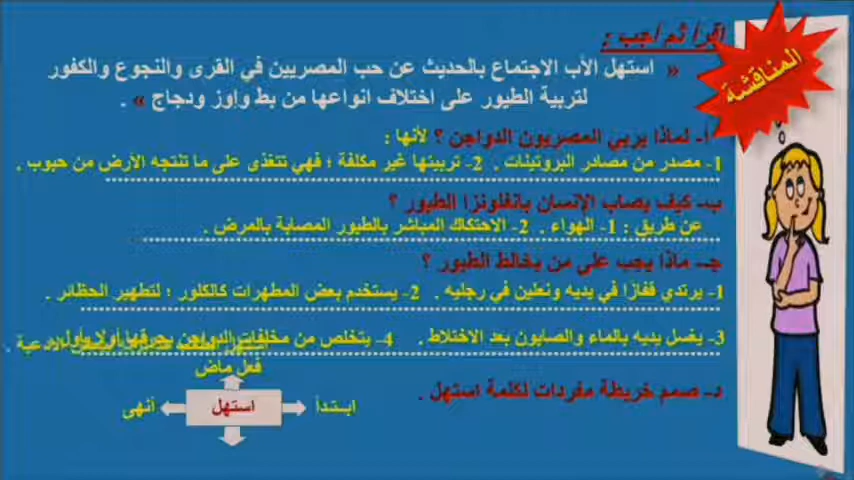 المناقشة
اقرأ ثم أجب :
« استهل الأب الاجتماع بالحديث عن حب المصريين في القرى والنجوع والكفور
لتربية الطيور على اختلاف أنواعها من بط وإوز ودجاج » .
أ- لماذا يربي المصريون الدواجن ؟ لأنها :
1- مصدر من مصادر البروتينات . 2- تربيتها غير مكلفة ؛ فهي تتغذى على ما تنتجه الأرض من حبوب .
ب- كيف يصاب الإنسان بانفلونزا الطيور ؟
عن طريق : 1- الهواء . 2- الاحتكاك المباشر بالطيور المصابة بالمرض .
جـ- ماذا يجب على من يخالط الطيور ؟
1- يرتدي قفازا في يديه ونعلين في رجليه . 2- يستخدم بعض المطهرات كالكلور ؛ لتطهير الحظائر .
3- يغسل يديه بالماء والصابون بعد الاختلاط . 4- يتخلص من مخلفات الدواجن بحرقها أولا بأول .
د- صمم خريطة مفردات لكلمة استهل .
فعل ماض
ابتدأ استهل أنهى